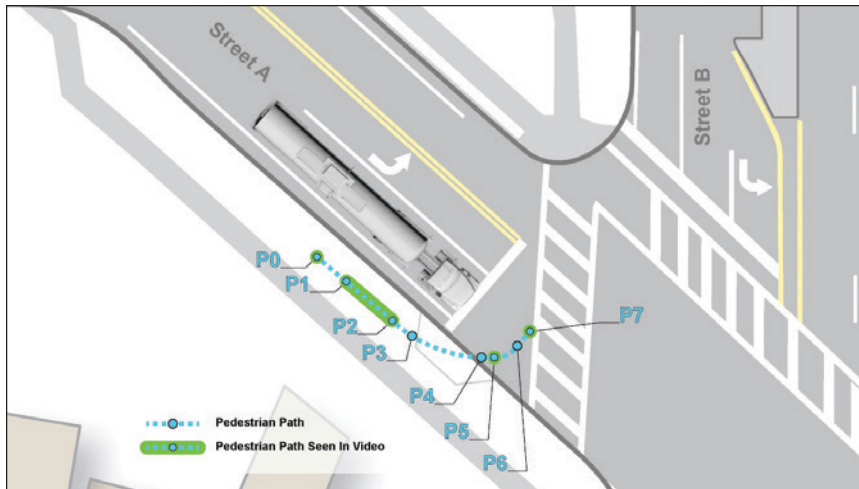 Street A
Street B
P0
P1
P2
P3
P4
P5
P6
P7
Pedestrian Path
Pedestrian Path Seen In Video